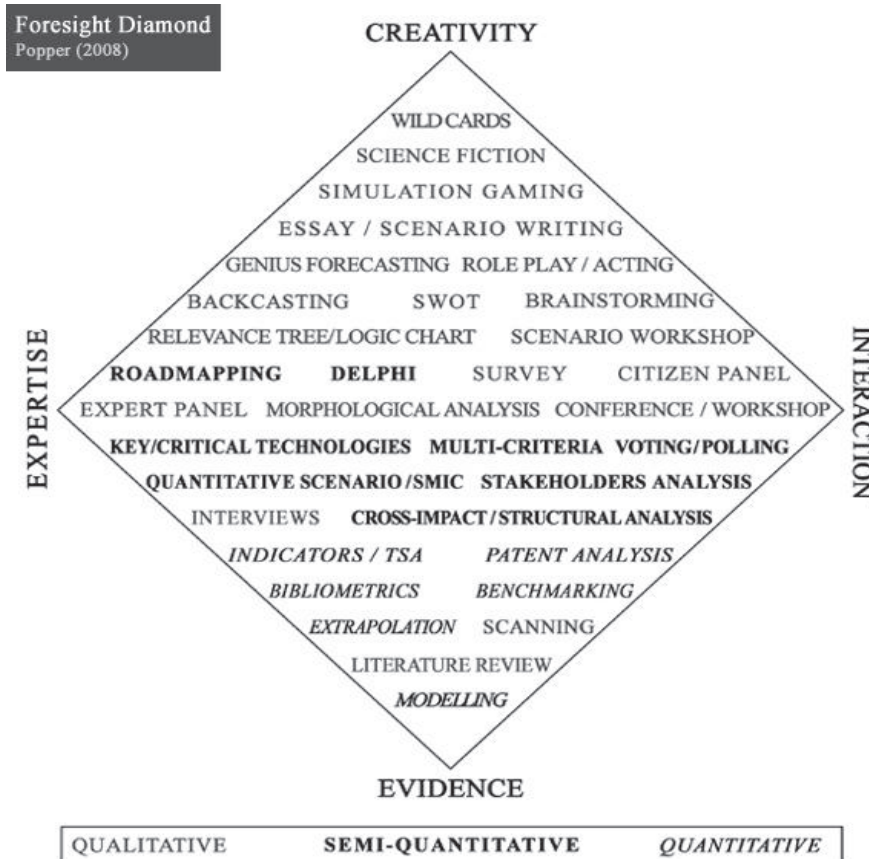 Foresight Diamond
Popper (2008)
CREATIVITY
WILD CARDS
SCIENCE FICTION
SIMULATION GAMING
ESSAY / SCENARIO WRITING
GENIUS FORECASTING ROLE PLAY / ACTING
BACKCASTING SWOT BRAINSTORMING
RELEVANCE TREE/LOGIC CHART SCENARIO WORKSHOP
ROADMAPPING DELPHI SURVEY CITIZEN PANEL
EXPERTISE
INTERACTION
EXPERT PANEL MORPHOLOGICAL ANALYSIS CONFERENCE / WORKSHOP
KEY/CRITICAL TECHNOLOGIES MULTI-CRITERIA VOTING/POLLING
QUANTITATIVE SCENARIO/SMIC STAKEHOLDERS ANALYSIS
INTERVIEWS CROSS-IMPACT/STRUCTURAL ANALYSIS
INDICATORS / TSA PATENT ANALYSIS
BIBLIOMETRICS BENCHMARKING
EXTRAPOLATION SCANNING
LITERATURE REVIEW
MODELLING
EVIDENCE
QUALITATIVE SEMI-QUANTITATIVE QUANTITATIVE